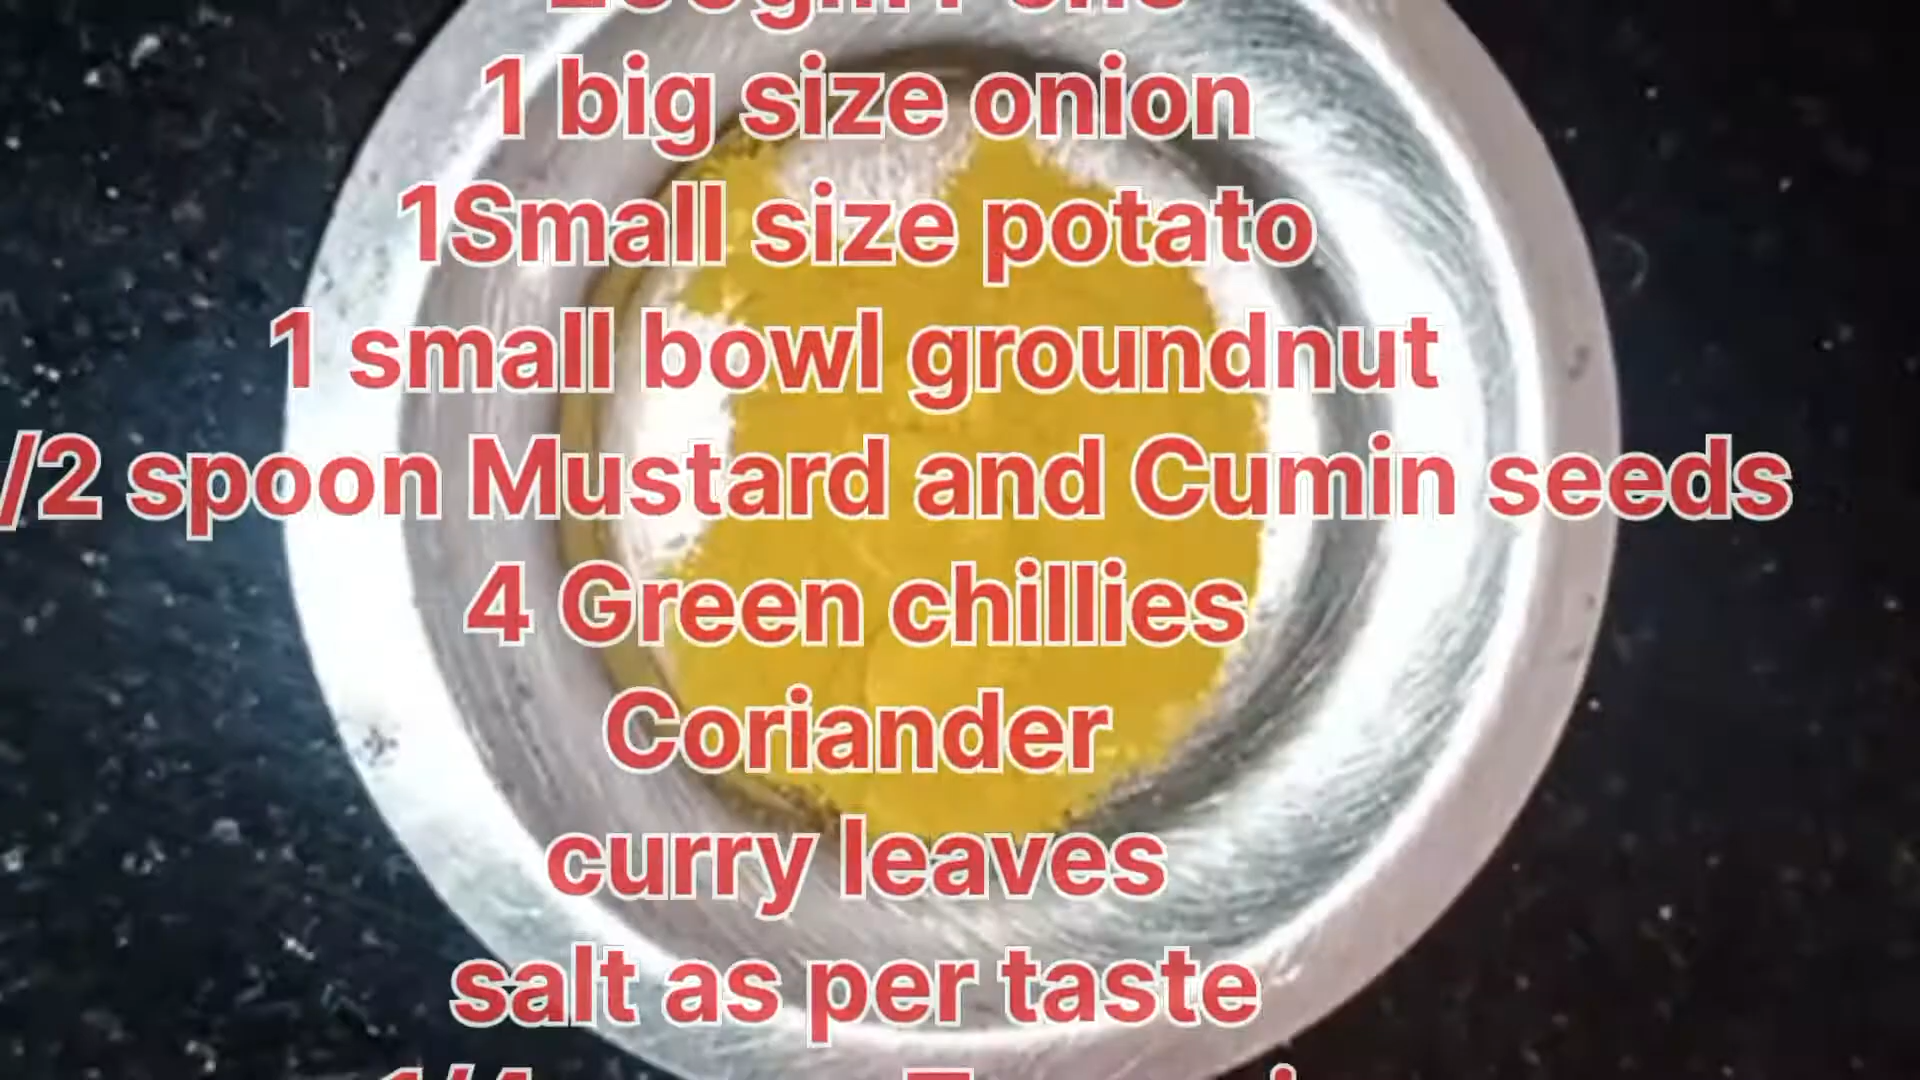 1 big size onion
1Small size potato
1 small bowl groundnut
/2 spoon Mustard and Cumin seeds
4 Green chillies
Coriander
curry leaves
salt as per taste